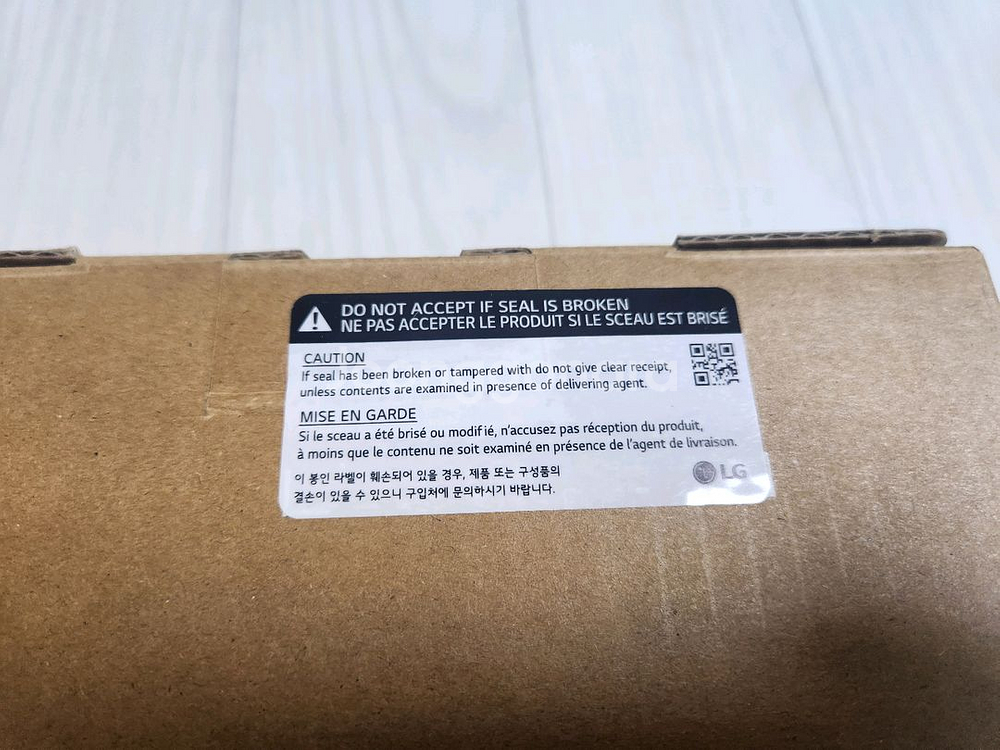 DO NOT ACCEPT IF SEAL IS BROKEN
NE PAS ACCEPTER LE PRODUIT SI LE SCEAU EST BRISÉ
CAUTION
If seal has been broken or tampered with do not give clear receipt,
unless contents are examined in presence of delivering agent.
MISE EN GARDE
Si le sceau a été brisé ou modifié, n'accusez pas réception du produit,
à moins que le contenu ne soit examiné en présence de l'agent de livraison.
이 봉인 라벨이 훼손되어 있을 경우, 제품 또는 구성품의
결손이 있을 수 있으니 구입처에 문의하시기 바랍니다.
LG